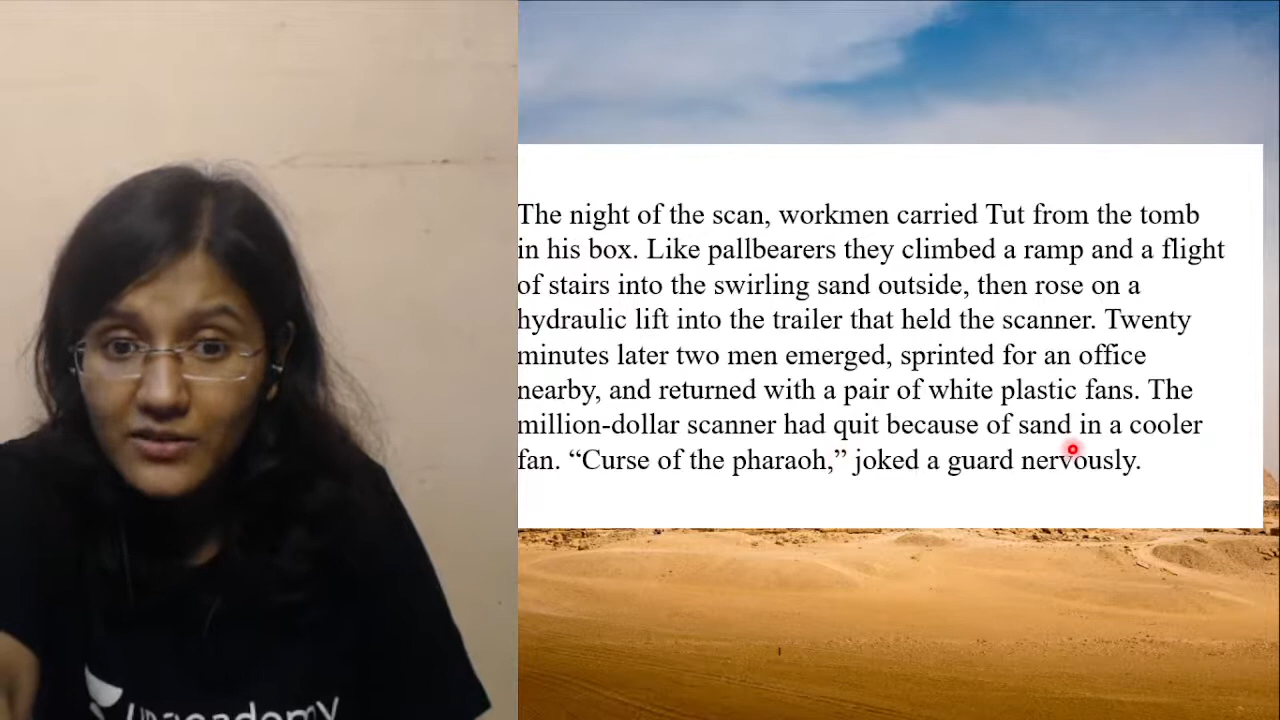 The night of the scan, workmen carried Tut from the tomb
in his box. Like pallbearers they climbed a ramp and a flight
of stairs into the swirling sand outside, then rose on a
hydraulic lift into the trailer that held the scanner. Twenty
minutes later two men emerged, sprinted for an office
nearby, and returned with a pair of white plastic fans. The
million-dollar scanner had quit because of sand in a cooler
fan. “Curse of the pharaoh,” joked a guard nervously.